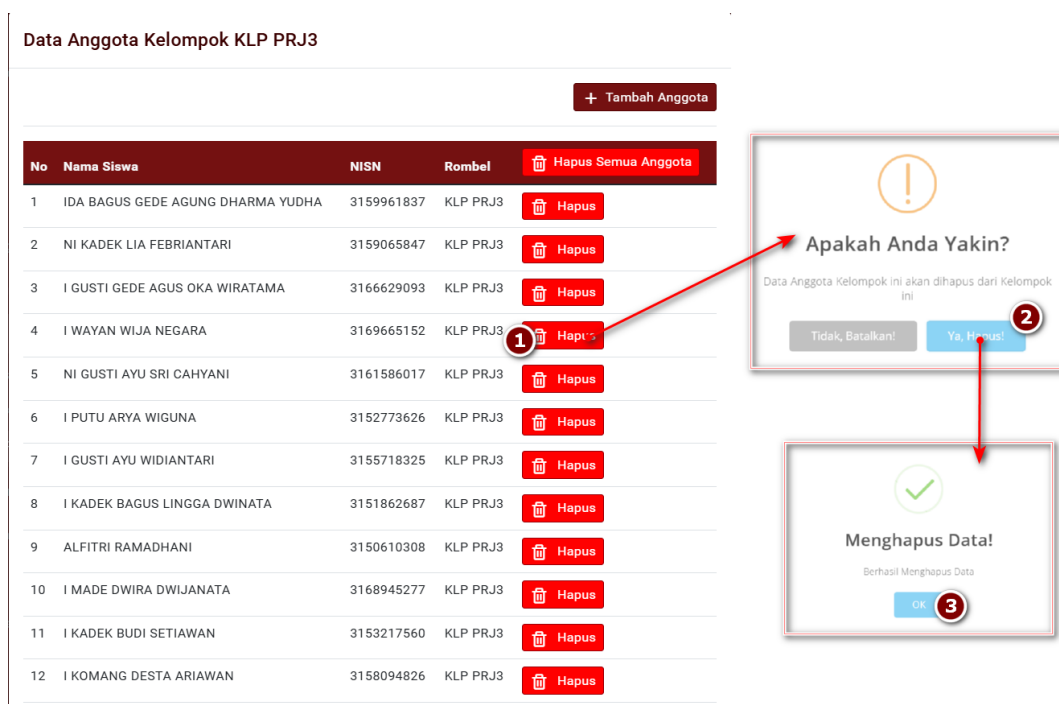 Data Anggota Kelompok KLP PRJ3
+ Tambah Anggota
No Nama Siswa NISN Rombel Hapus Semua Anggota
1 IDA BAGUS GEDE AGUNG DHARMA YUDHA 3159961837 KLP PRJ3 Hapus
2 NI KADEK LIA FEBRIANTARI 3159065847 KLP PRJ3 Hapus
3 I GUSTI GEDE AGUS OKA WIRATAMA 3166629093 KLP PRJ3 Hapus
4 I WAYAN WIJA NEGARA 3169665152 KLP PRJ3 1 Hapus
5 NI GUSTI AYU SRI CAHYANI 3161586017 KLP PRJ3 Hapus
6 I PUTU ARYA WIGUNA 3152773626 KLP PRJ3 Hapus
7 I GUSTI AYU WIDIANTARI 3155718325 KLP PRJ3 Hapus
8 I KADEK BAGUS LINGGA DWINATA 3151862687 KLP PRJ3 Hapus
9 ALFITRI RAMADHANI 3150610308 KLP PRJ3 Hapus
10 I MADE DWIRA DWIJANATA 3168945277 KLP PRJ3 Hapus
11 I KADEK BUDI SETIAWAN 3153217560 KLP PRJ3 Hapus
12 I KOMANG DESTA ARIAWAN 3158094826 KLP PRJ3 Hapus
Apakah Anda Yakin?
Data Anggota Kelompok ini akan dihapus dari Kelompok
ini
2
Tidak, Batalkan! Ya, Hapus!
Menghapus Data!
Berhasil Menghapus Data
OK 3